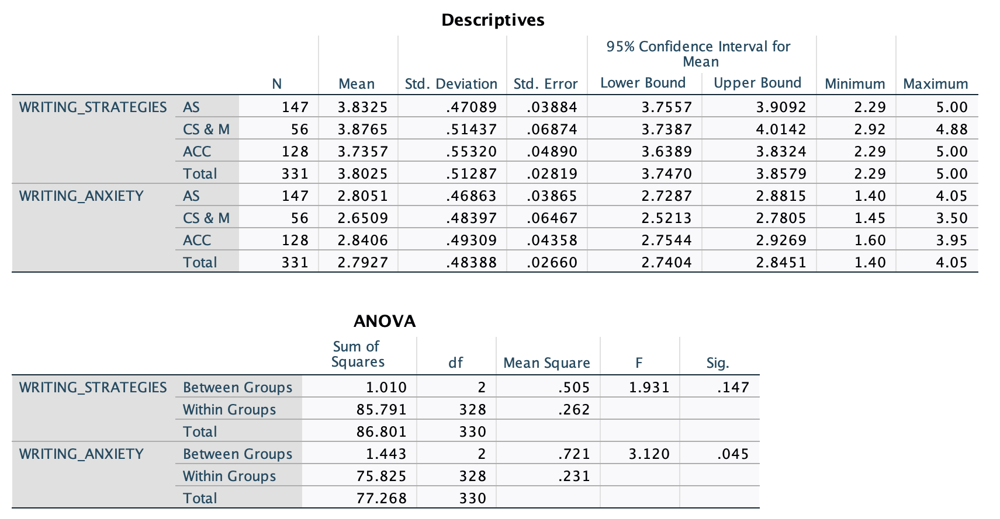 Descriptives
95% Confidence Interval for
Mean
N Mean Std. Deviation Std. Error Lower Bound Upper Bound Minimum Maximum
WRITING_STRATEGIES AS 147 3.8325 .47089 .03884 3.7557 3.9092 2.29 5.00
CS & M 56 3.8765 .51437 .06874 3.7387 4.0142 2.92 4.88
ACC 128 3.7357 .55320 .04890 3.6389 3.8324 2.29 5.00
Total 331 3.8025 .51287 .02819 3.7470 3.8579 2.29 5.00
WRITING_ANXIETY AS 147 2.8051 .46863 .03865 2.7287 2.8815 1.40 4.05
CS & M 56 2.6509 .48397 .06467 2.5213 2.7805 1.45 3.50
ACC 128 2.8406 .49309 .04358 2.7544 2.9269 1.60 3.95
Total 331 2.7927 .48388 .02660 2.7404 2.8451 1.40 4.05
ANOVA
Sum of
Squares df Mean Square F Sig.
WRITING_STRATEGIES Between Groups 1.010 2 .505 1.931 .147
Within Groups 85.791 328 .262
Total 86.801 330
WRITING_ANXIETY Between Groups 1.443 2 .721 3.120 .045
Within Groups 75.825 328 .231
Total 77.268 330